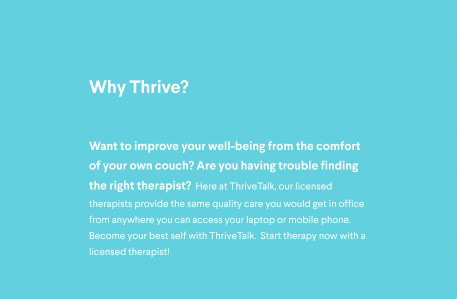 Why Thrive?
Want to improve your well-being from the comfort
of your own couch? Are you having trouble finding
the right therapist? Here at ThriveTalk, our licensed
therapists provide the same quality care you would get in office
from anywhere you can access your laptop or mobile phone.
Become your best self with ThriveTalk. Start therapy now with a
licensed therapist!